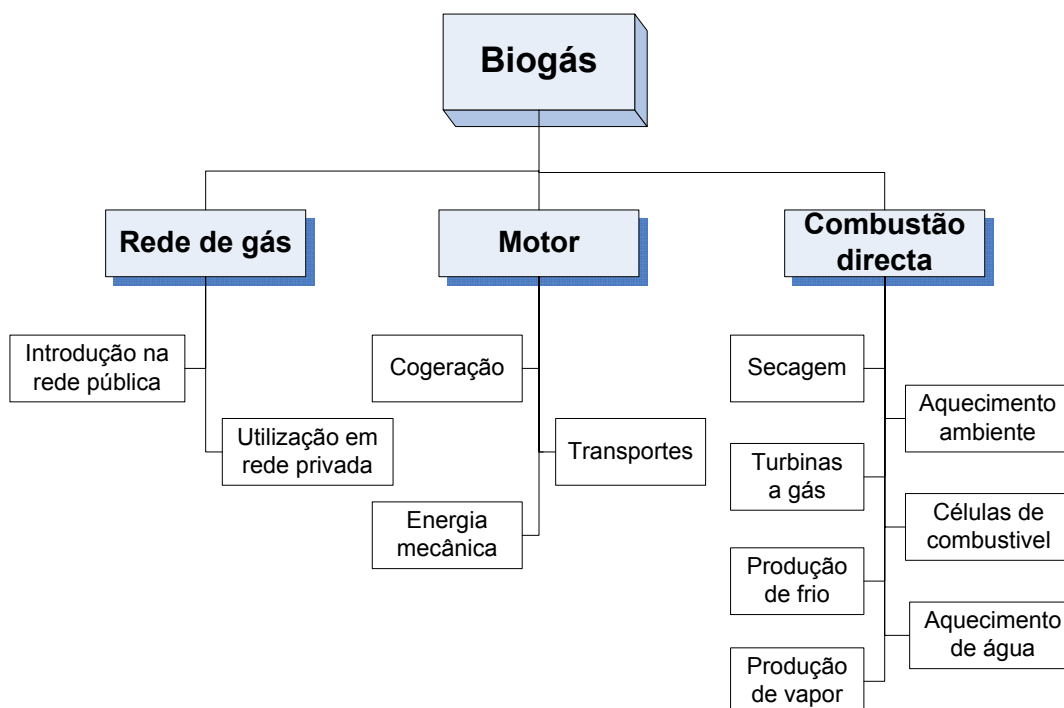 Biogás
Rede de gás
Motor
Combustão
directa
Introdução na
rede pública
Utilização em
rede privada
Cogeração
Transportes
Energia
mecânica
Secagem
Aquecimento
ambiente
Turbinas
a gás
Células de
combustivel
Produção
de frio
Aquecimento
de água
Produção
de vapor